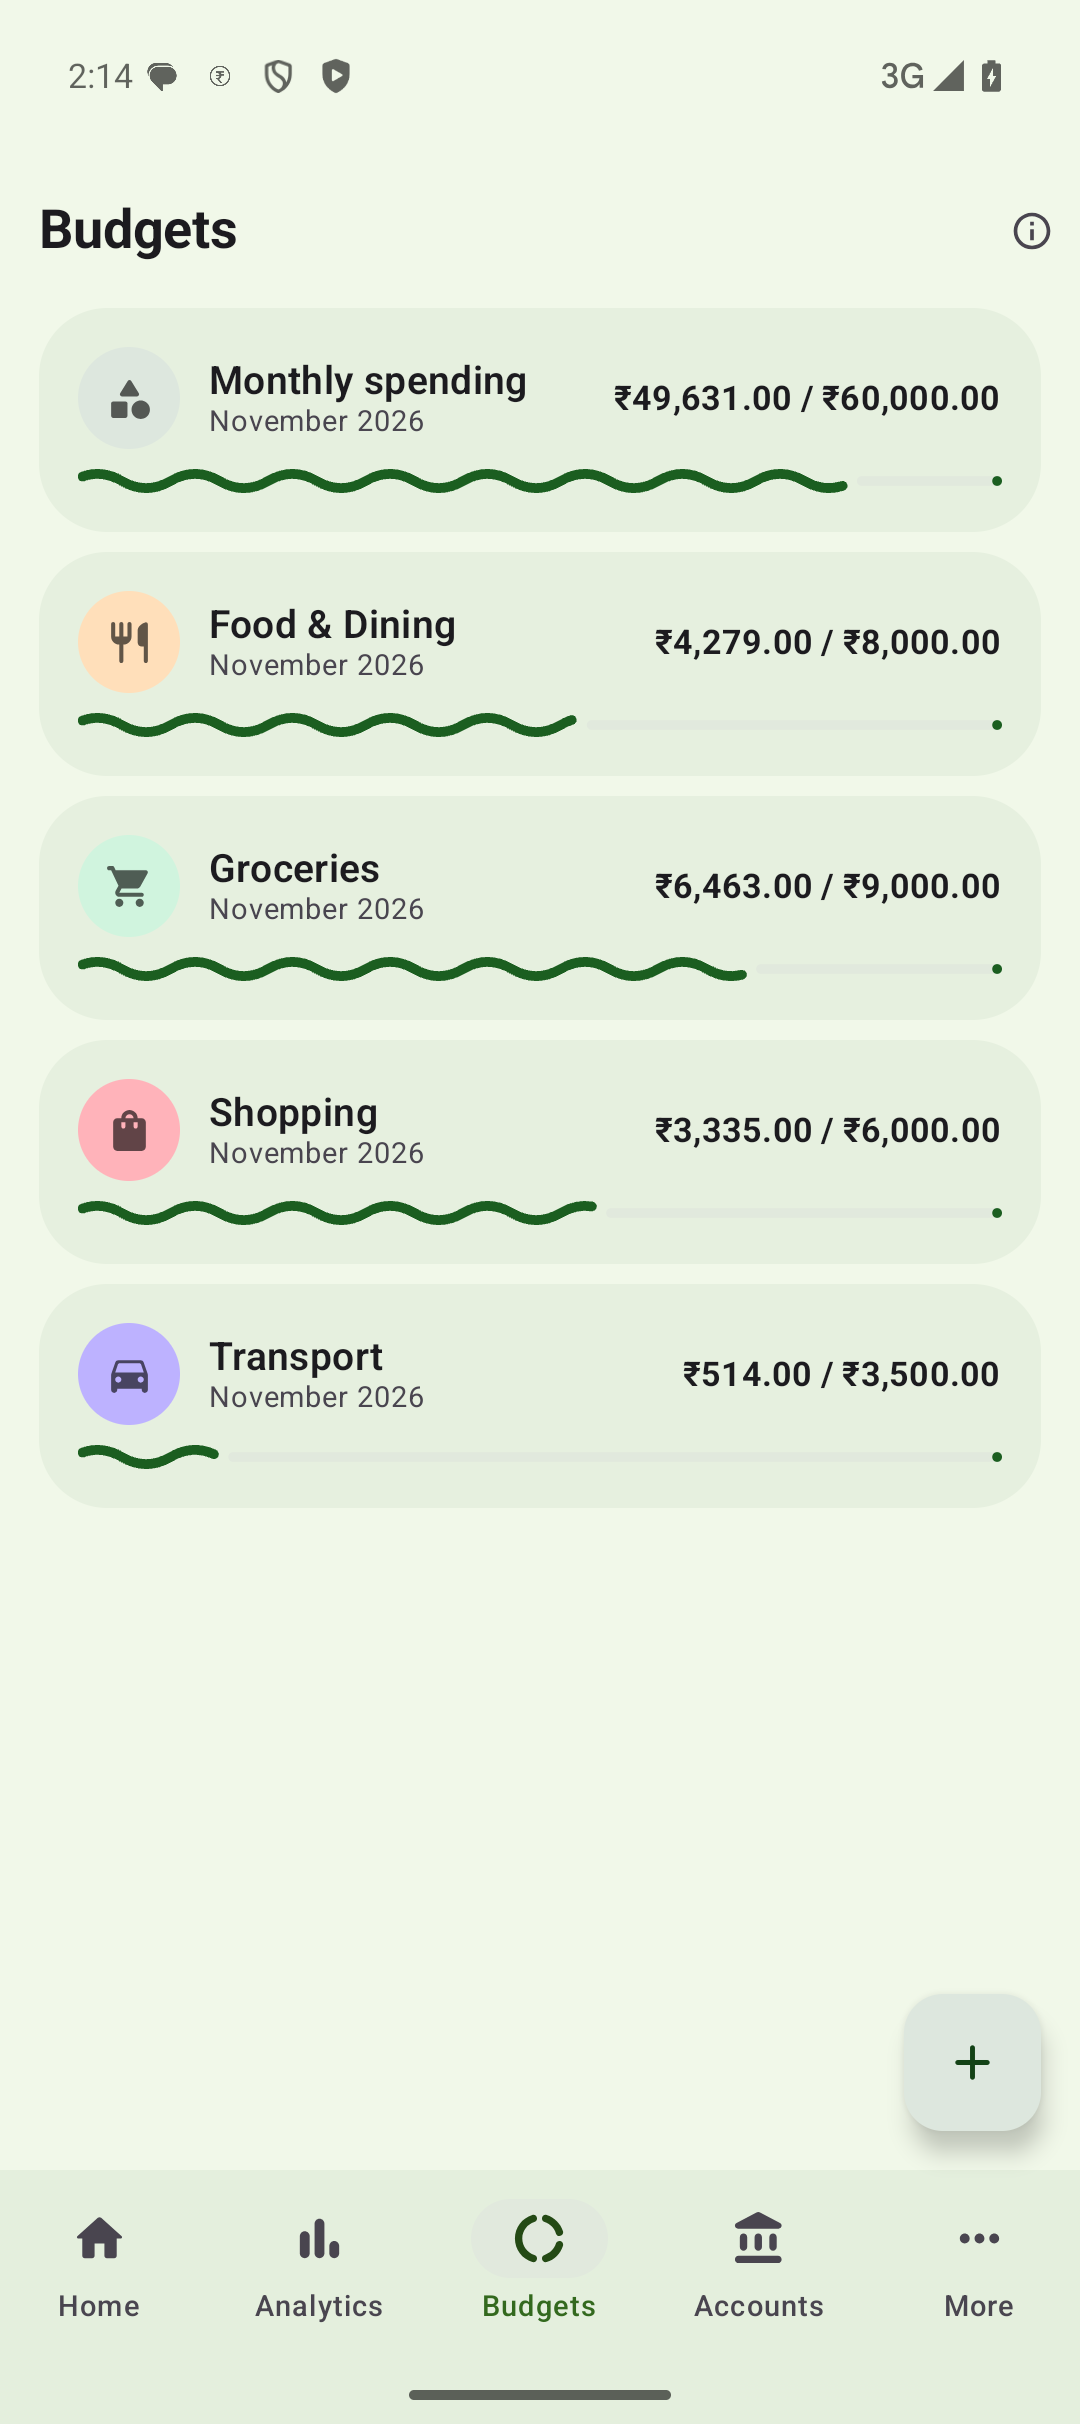 2:14
3G
Budgets
Monthly spending
November 2026
₹49,631.00 / ₹60,000.00
Food & Dining
November 2026
₹4,279.00 / ₹8,000.00
Groceries
November 2026
₹6,463.00 / ₹9,000.00
Shopping
November 2026
₹3,335.00 / ₹6,000.00
Transport
November 2026
₹514.00 / ₹3,500.00
Home
Analytics
Budgets
Accounts
More